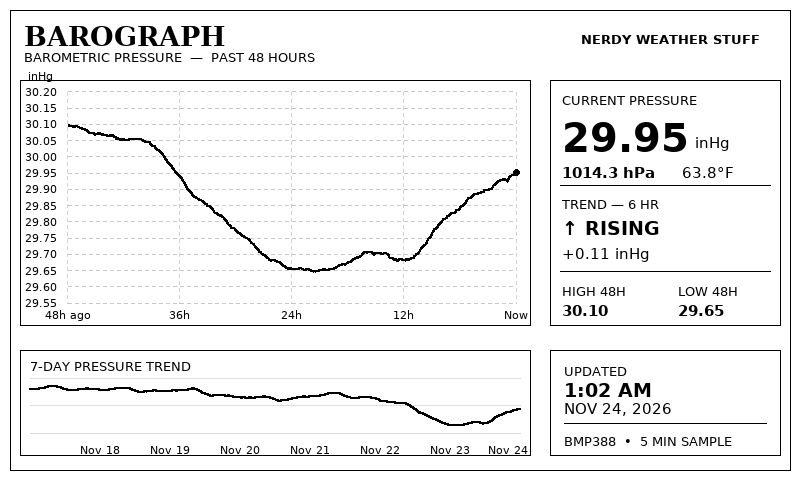 BAROGRAPH
BAROMETRIC PRESSURE — PAST 48 HOURS
NERDY WEATHER STUFF
inHg
30.20
30.15
30.10
30.05
30.00
29.95
29.90
29.85
29.80
29.75
29.70
29.65
29.60
29.55
48h ago 36h 24h 12h Now
CURRENT PRESSURE
29.95 inHg
1014.3 hPa 63.8°F
TREND — 6 HR
↑ RISING
+0.11 inHg
HIGH 48H LOW 48H
30.10 29.65
7-DAY PRESSURE TREND
Nov 18 Nov 19 Nov 20 Nov 21 Nov 22 Nov 23 Nov 24
UPDATED
1:02 AM
NOV 24, 2026
BMP388 • 5 MIN SAMPLE